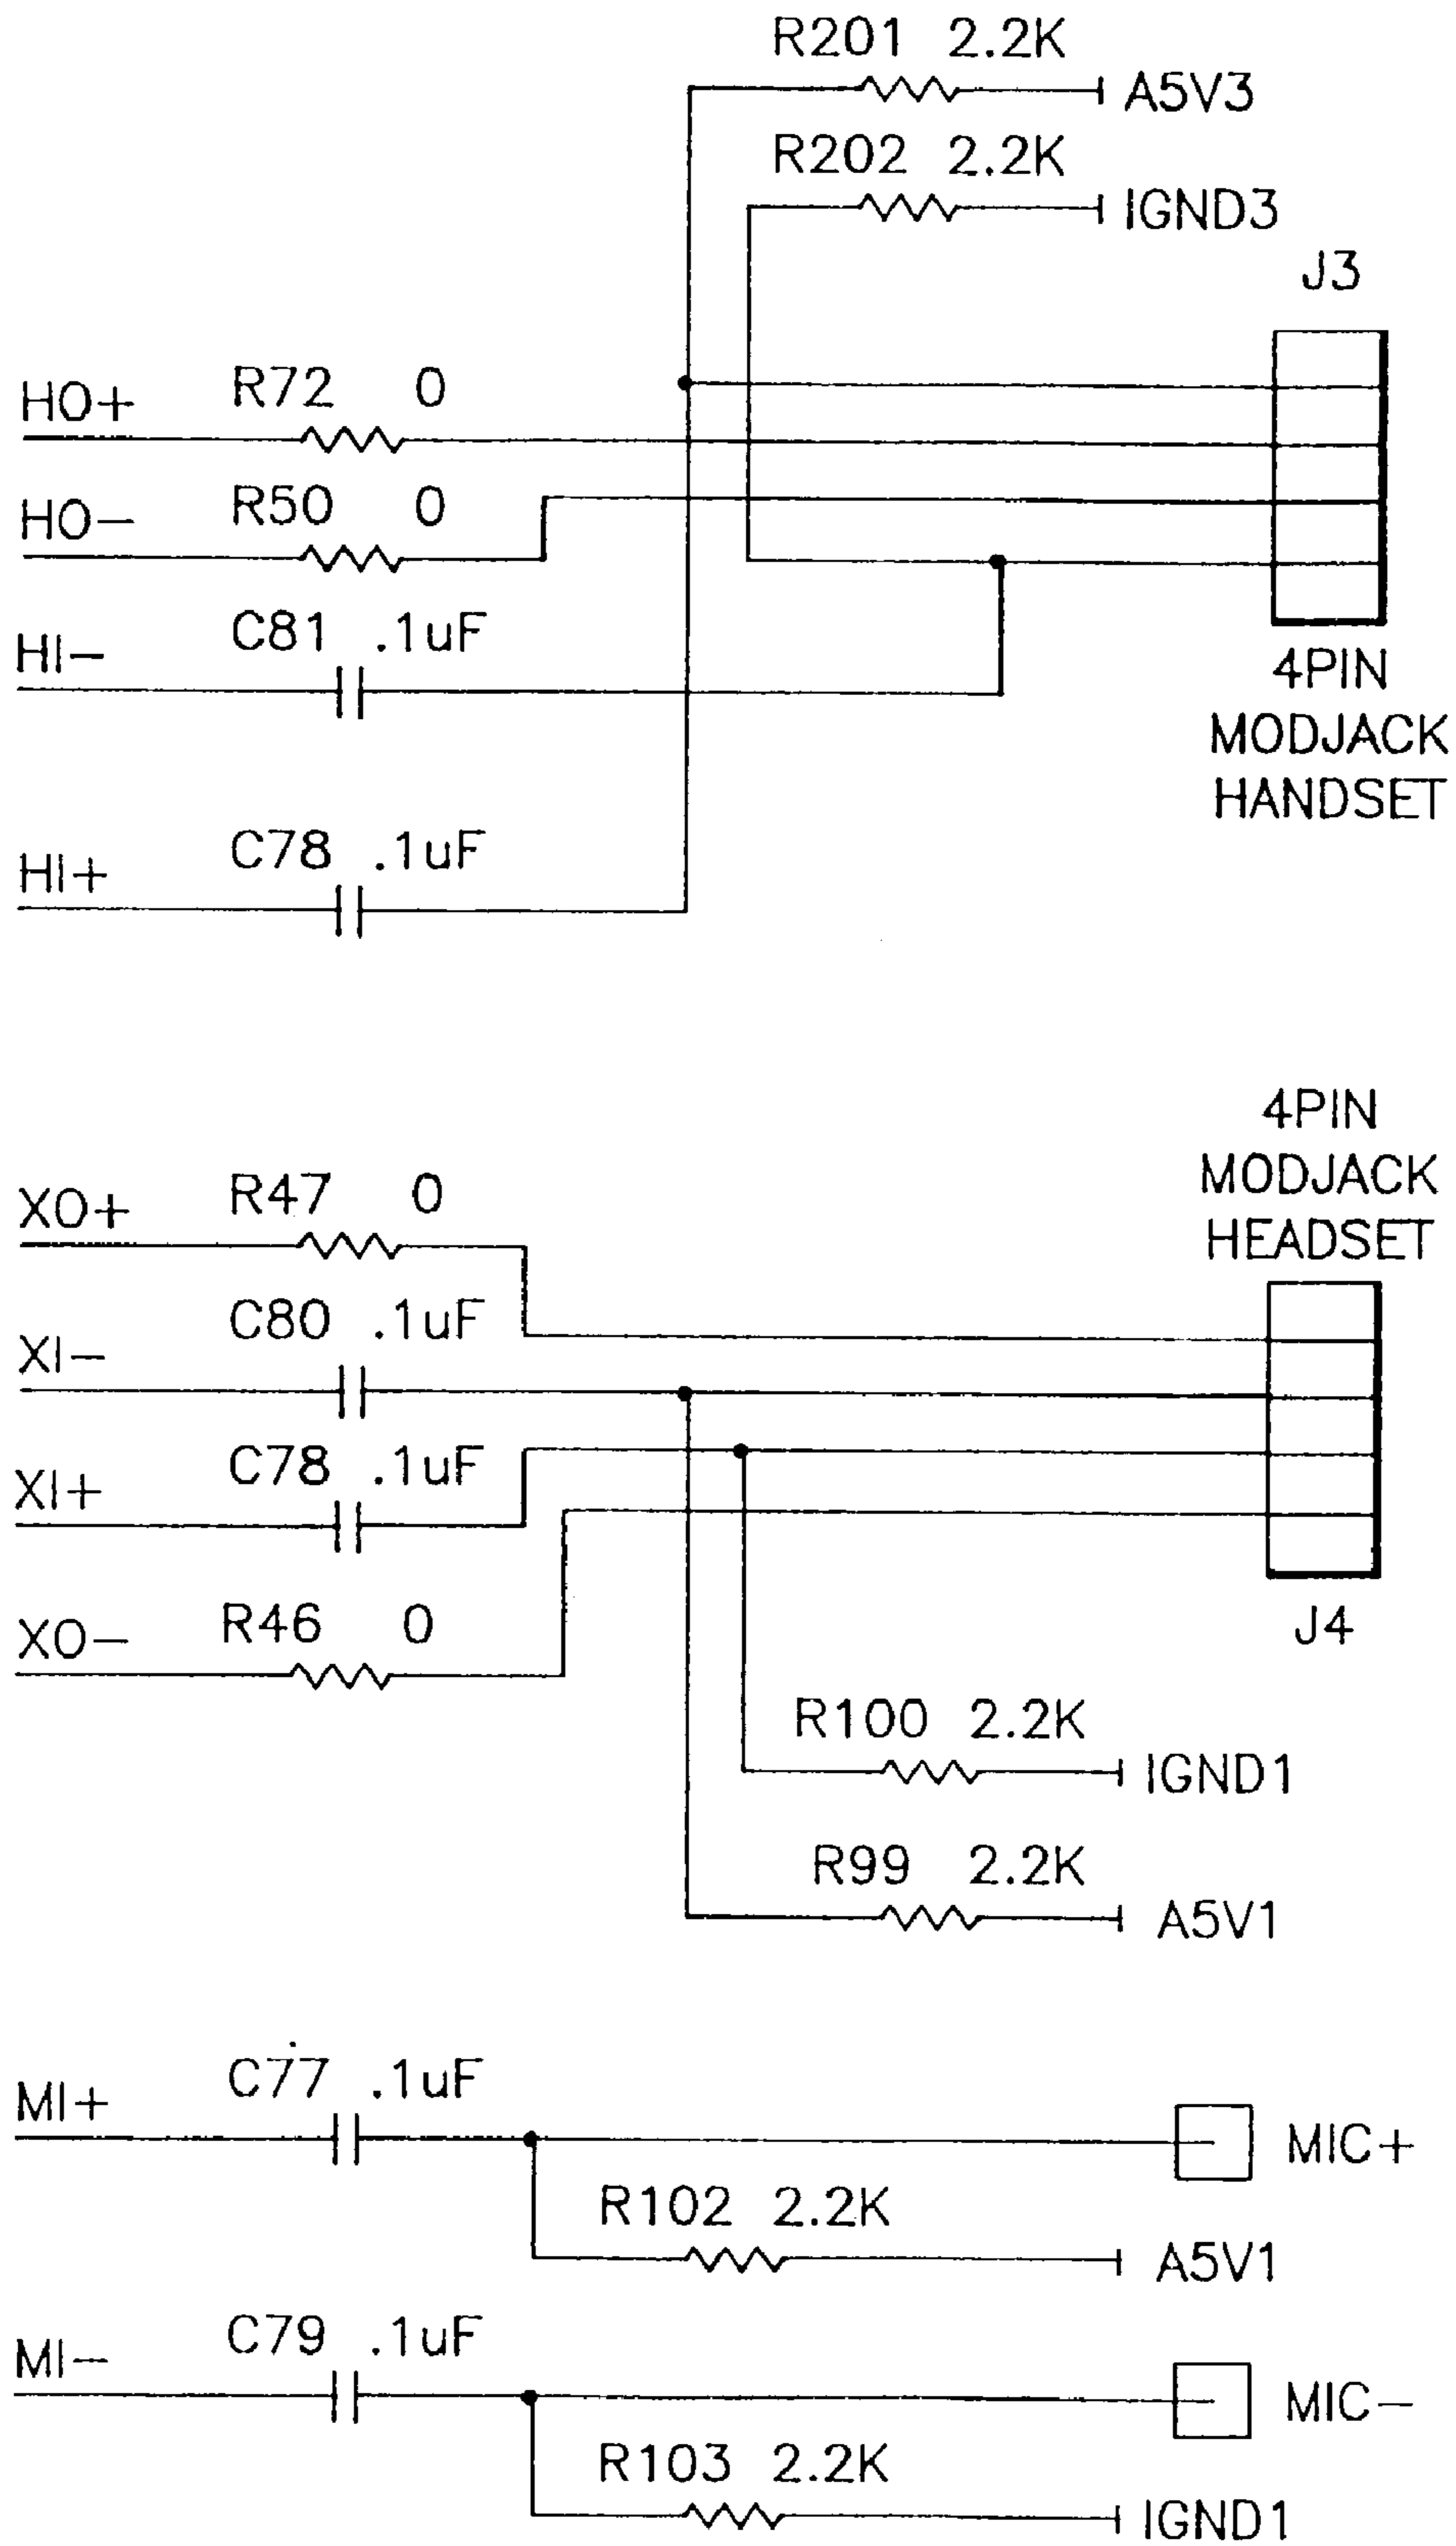 R201 2.2K
A5V3
R202 2.2K
IGND3
J3
HO+ R72 0
HO- R50 0
HI- C81 .1uF
4PIN
MODJACK
HANDSET
HI+ C78 .1uF
4PIN
MODJACK
HEADSET
XO+ R47 0
XI- C80 .1uF
XI+ C78 .1uF
XO- R46 0
J4
R100 2.2K
IGND1
R99 2.2K
A5V1
MI+ C77 .1uF
MIC+
R102 2.2K
A5V1
MI- C79 .1uF
MIC-
R103 2.2K
IGND1